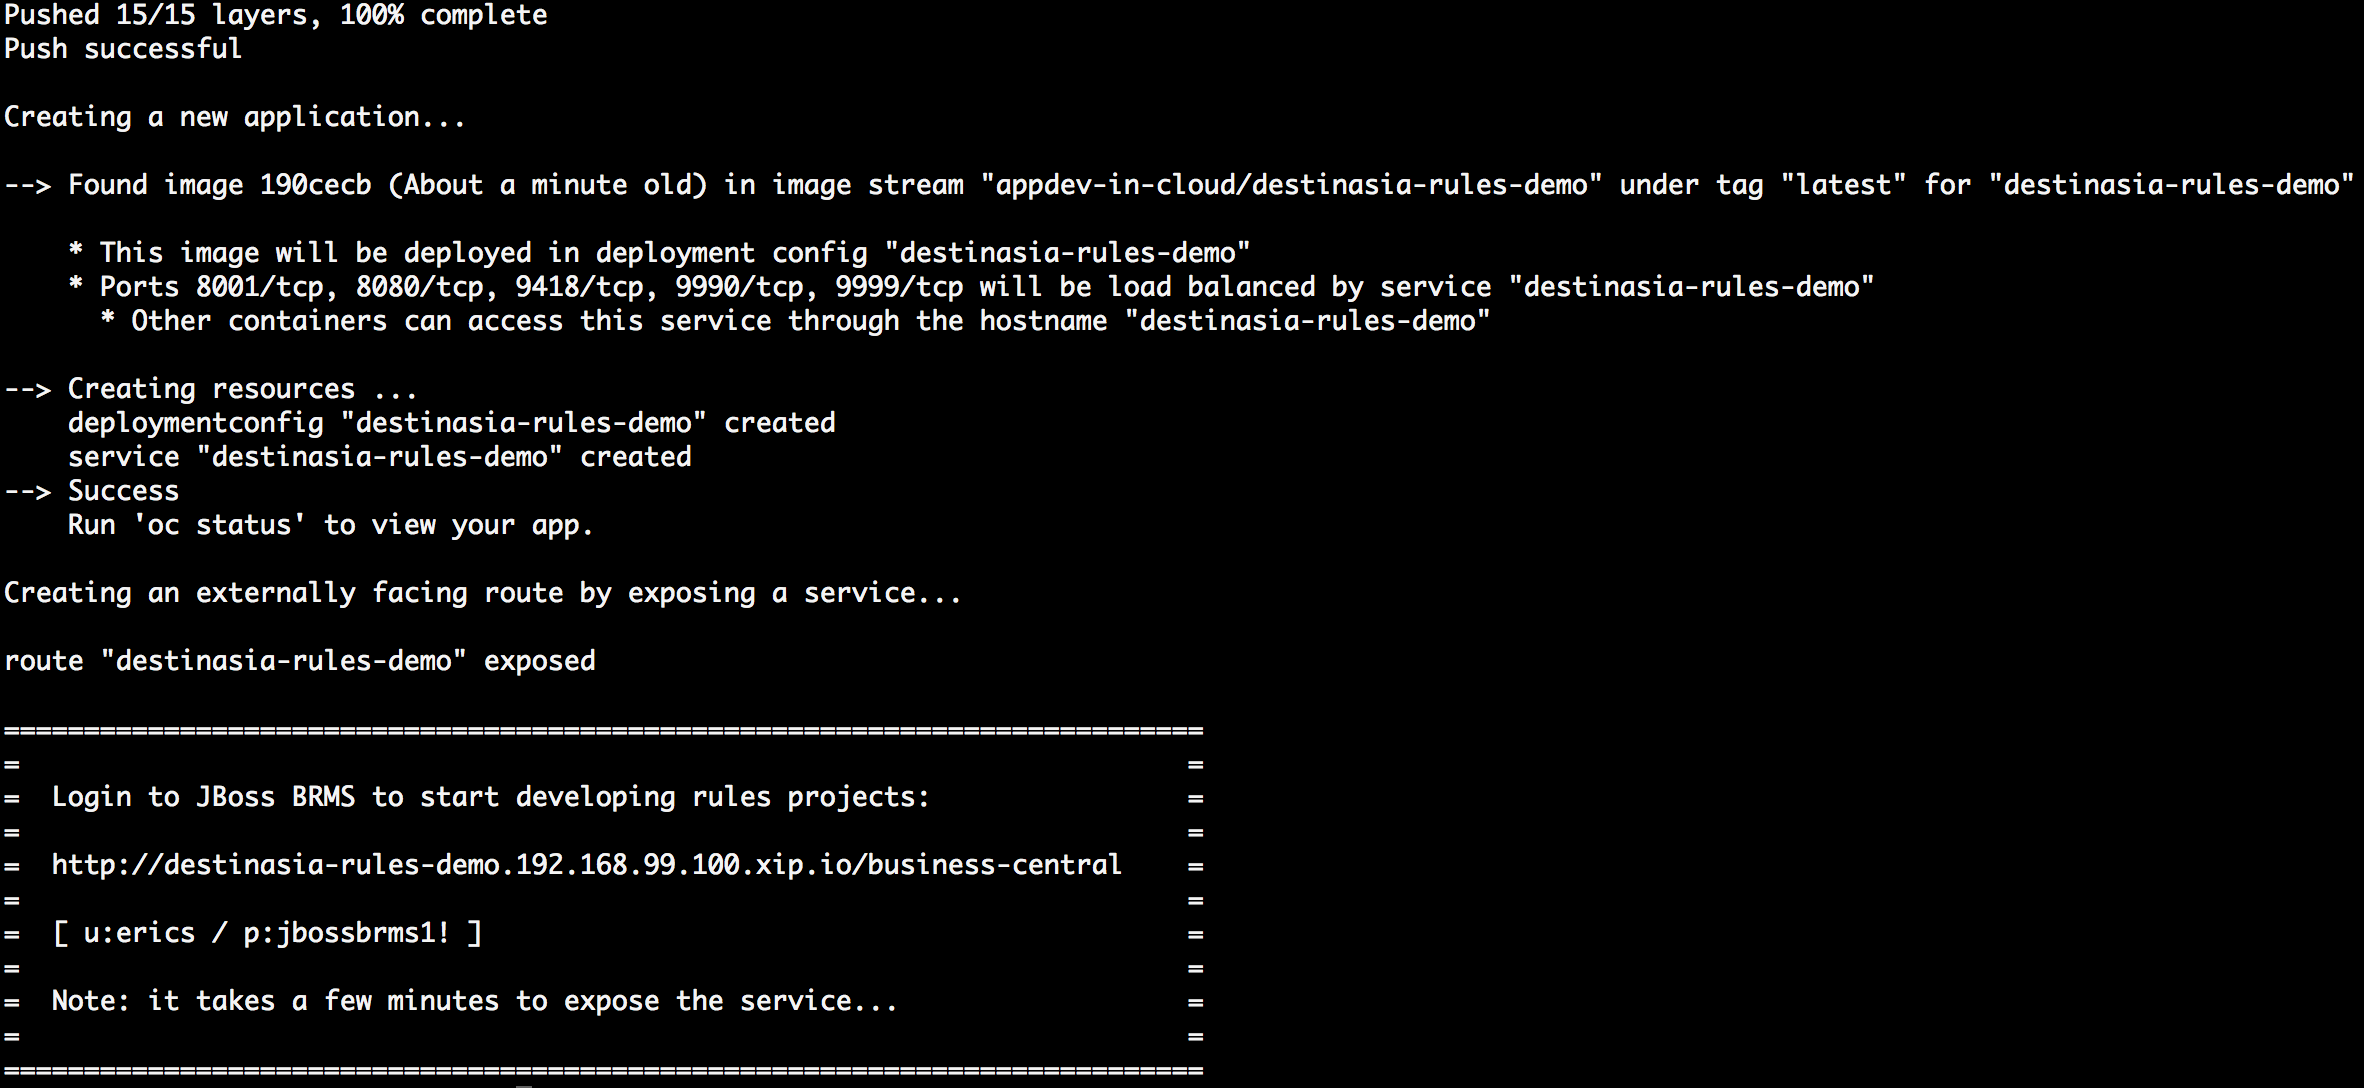 Pushed 15/15 layers, 100% complete
Push successful
Creating a new application...
--> Found image 190cecb (About a minute old) in image stream "appdev-in-cloud/destinasia-rules-demo" under tag "latest" for "destinasia-rules-demo"
* This image will be deployed in deployment config "destinasia-rules-demo"
* Ports 8001/tcp, 8080/tcp, 9418/tcp, 9990/tcp, 9999/tcp will be load balanced by service "destinasia-rules-demo"
* Other containers can access this service through the hostname "destinasia-rules-demo"
--> Creating resources ...
deploymentconfig "destinasia-rules-demo" created
service "destinasia-rules-demo" created
--> Success
Run 'oc status' to view your app.
Creating an externally facing route by exposing a service...
route "destinasia-rules-demo" exposed
===========================================================================
= =
= Login to JBoss BRMS to start developing rules projects: =
= =
= http://destinasia-rules-demo.192.168.99.100.xip.io/business-central =
= =
= [ u:erics / p:jbossbrms1! ] =
= =
= Note: it takes a few minutes to expose the service... =
= =
===========================================================================